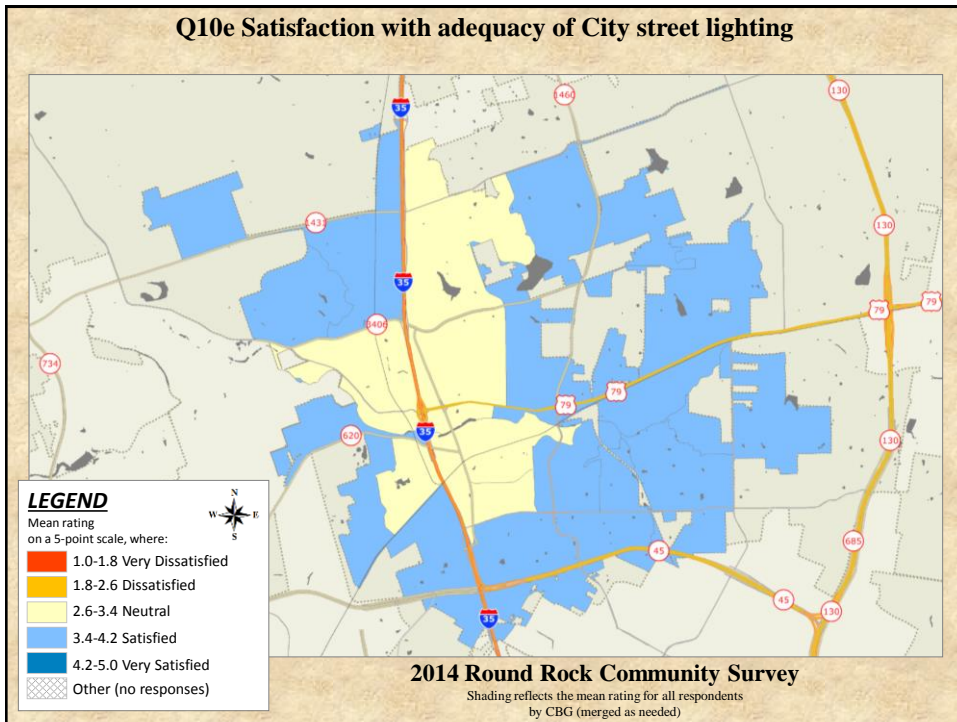 Q10e Satisfaction with adequacy of City street lighting
35
1460
130
1431
130
35
79
79
3406
734
79
79
35
620
130
LEGEND
Mean rating
on a 5-point scale, where:
N
W E
S
1.0-1.8 Very Dissatisfied
1.8-2.6 Dissatisfied
2.6-3.4 Neutral
3.4-4.2 Satisfied
4.2-5.0 Very Satisfied
Other (no responses)
685
45
45
130
35
2014 Round Rock Community Survey
Shading reflects the mean rating for all respondents
by CBG (merged as needed)